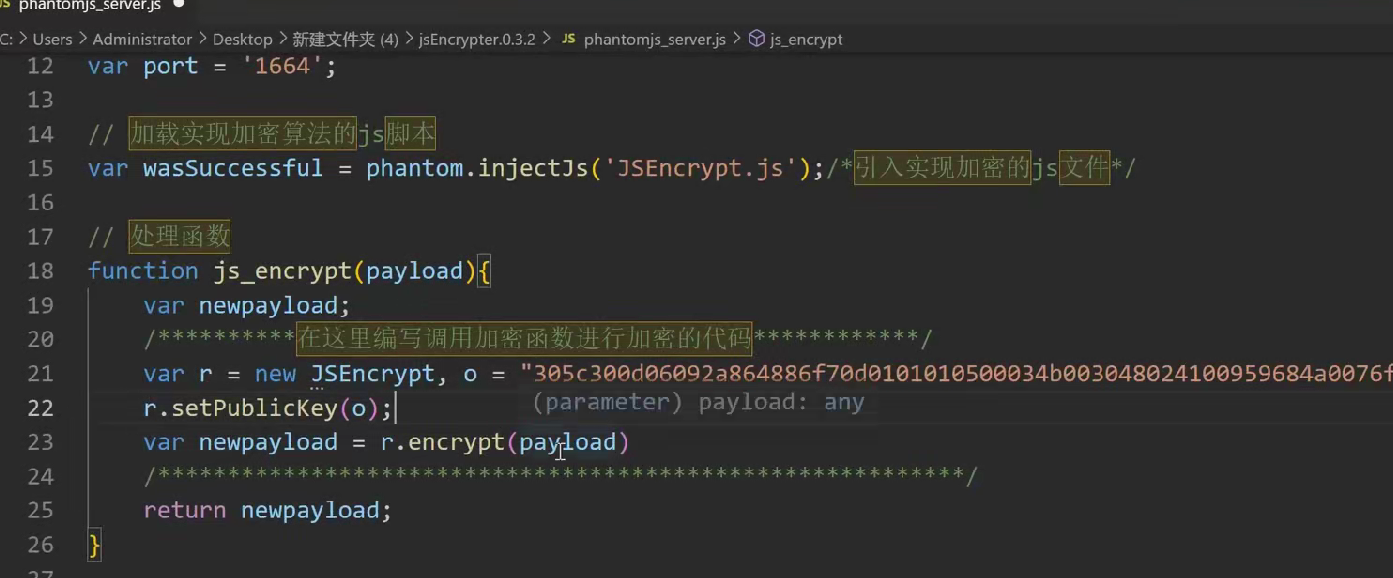 phantomjs_server.js
C: > Users > Administrator > Desktop > 新建文件夹 (4) > jsEncrypter.0.3.2 > JS phantomjs_server.js > js_encrypt
12 var port = '1664';
13
14 // 加载实现加密算法的js脚本
15 var wasSuccessful = phantom.injectJs('JSEncrypt.js');/*引入实现加密的js文件*/
16
17 // 处理函数
18 function js_encrypt(payload){
19 var newpayload;
20 /**********在这里编写调用加密函数进行加密的代码************/
21 var r = new JSEncrypt, o = "305c300d06092a864886f70d0101010500034b003048024100959684a0076f
22 r.setPublicKey(o);
(parameter) payload: any
23 var newpayload = r.encrypt(payload)
24 /**********************************************************/
25 return newpayload;
26 }
27